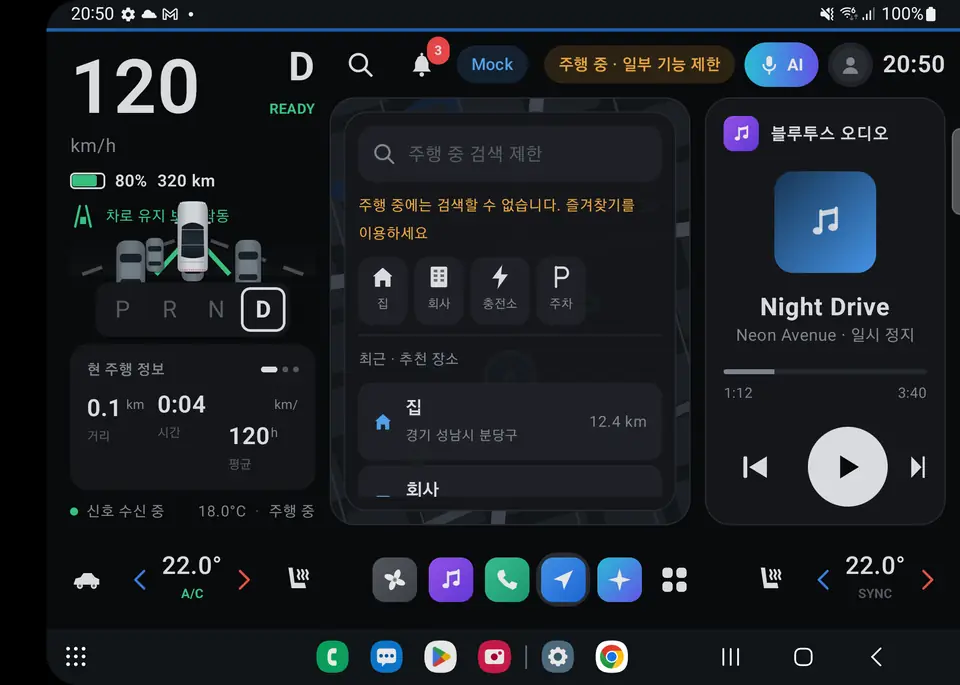 20:50
100%
120
km/h
D
READY
3
Mock
주행 중 · 일부 기능 제한
AI
20:50
80% 320 km
차로 유지
P R N D
현 주행 정보
0.1 km
거리
0:04
시간
120 km/h
평균
신호 수신 중
18.0°C · 주행 중
주행 중 검색 제한
주행 중에는 검색할 수 없습니다. 즐겨찾기를
이용하세요
집
회사
충전소
P
주차
최근 · 추천 장소
집
경기 성남시 분당구
12.4 km
회사
블루투스 오디오
Night Drive
Neon Avenue · 일시 정지
1:12
3:40
22.0°
A/C
22.0°
SYNC